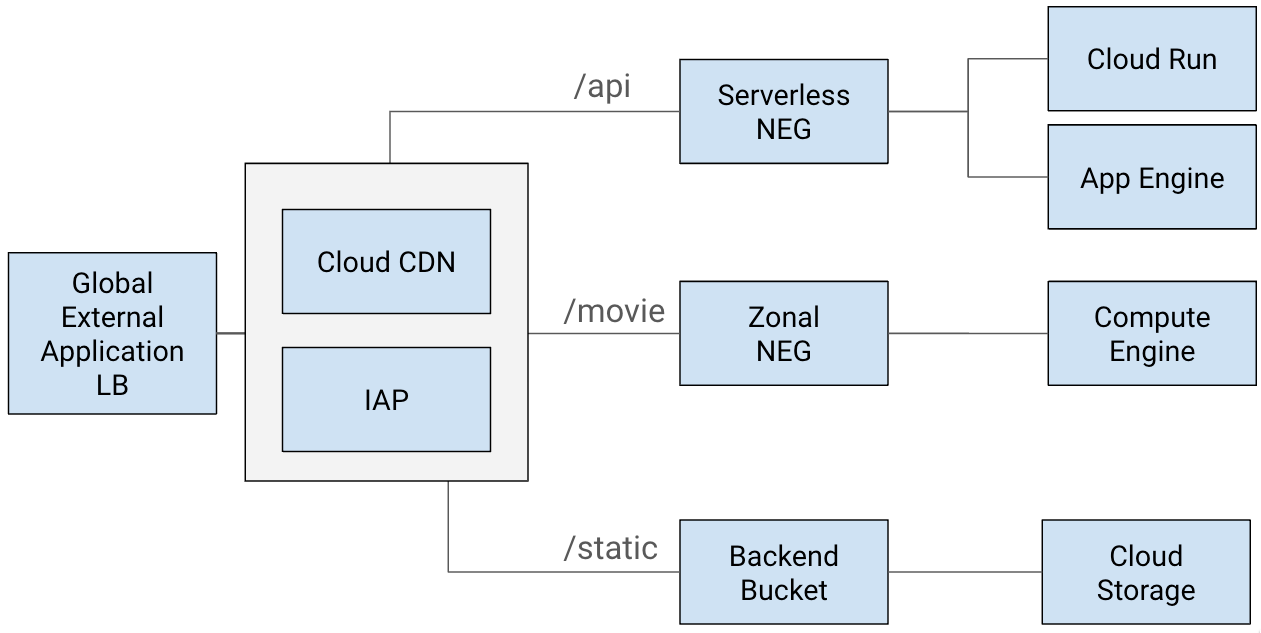 Global
External
Application
LB
Cloud CDN
IAP
/api
Serverless
NEG
Cloud Run
App Engine
/movie
Zonal
NEG
Compute
Engine
/static
Backend
Bucket
Cloud
Storage